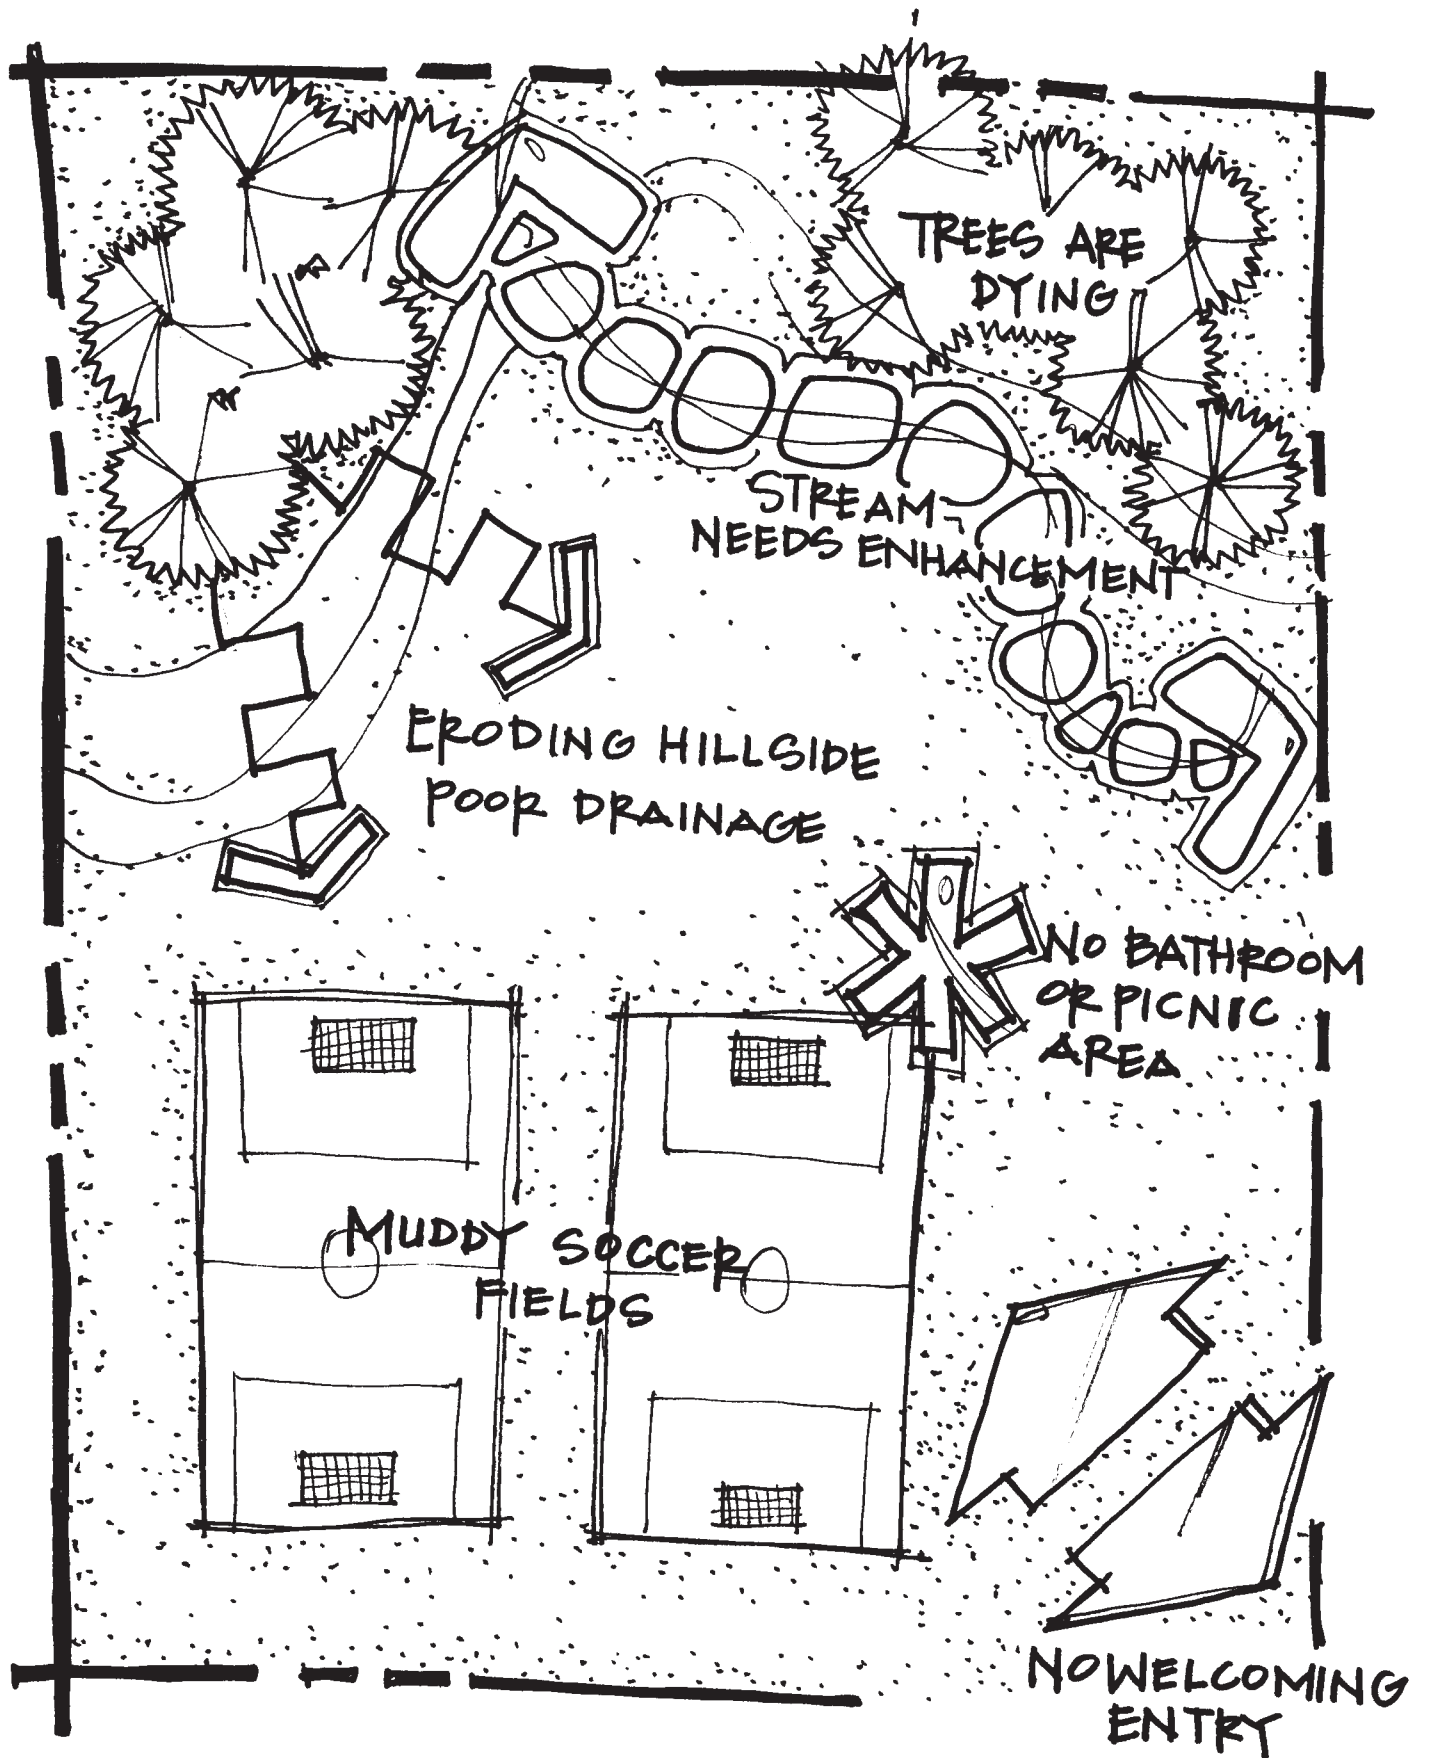 TREES ARE
DYING
STREAM
NEEDS ENHANCEMENT
ERODING HILLSIDE
POOR DRAINAGE
NO BATHROOM
OR PICNIC
AREA
MUDDY SOCCER
FIELDS
NO WELCOMING
ENTRY